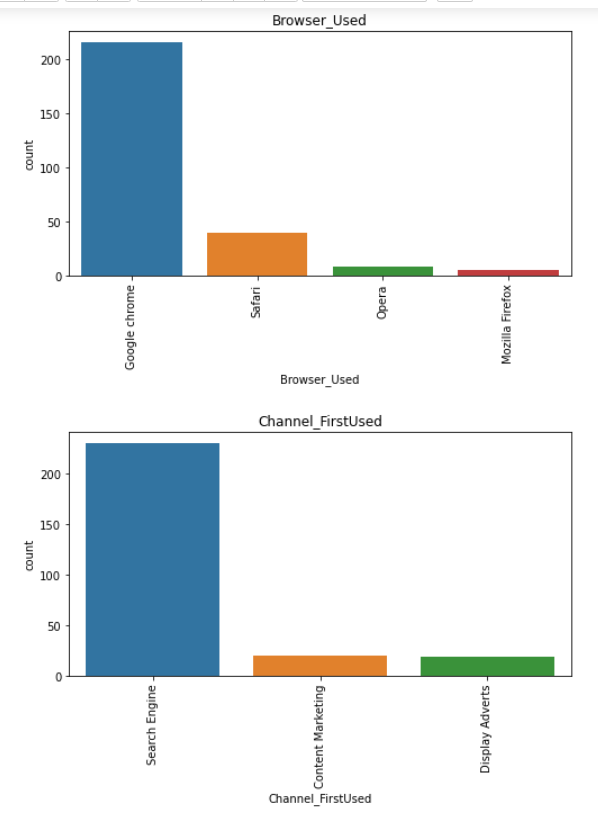 Browser_Used
200
150
100
50
0
count
Google chrome
Safari
Opera
Mozilla Firefox
Browser_Used
Channel_FirstUsed
200
150
100
50
0
count
Search Engine
Content Marketing
Display Adverts
Channel_FirstUsed